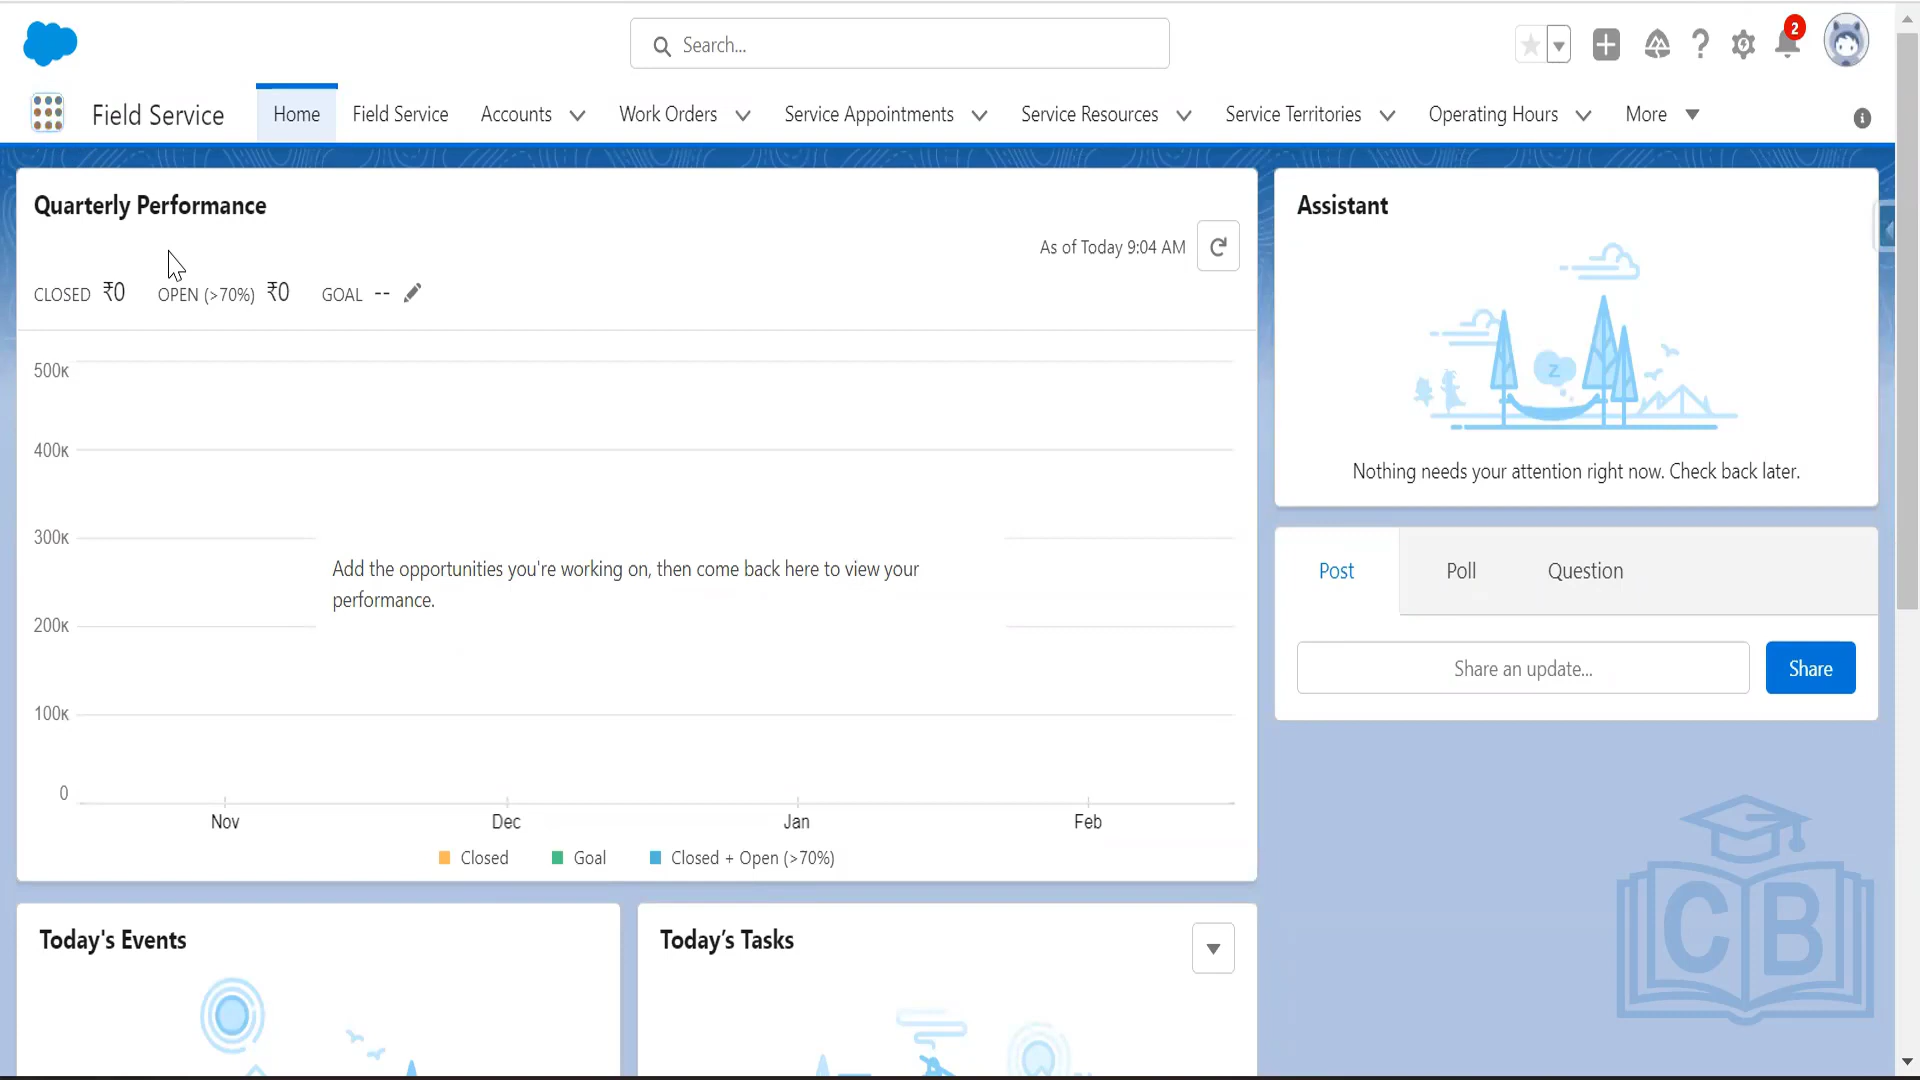 Search...
2
Field Service
Home
Field Service
Accounts
Work Orders
Service Appointments
Service Resources
Service Territories
Operating Hours
More
Quarterly Performance
As of Today 9:04 AM
CLOSED ₹0 OPEN (>70%) ₹0 GOAL --
500K
400K
300K
200K
100K
0
Add the opportunities you're working on, then come back here to view your
performance.
Nov Dec Jan Feb
Closed Goal Closed + Open (>70%)
Assistant
Z
Nothing needs your attention right now. Check back later.
Post Poll Question
Share an update...
Share
Today's Events
Today's Tasks
CB